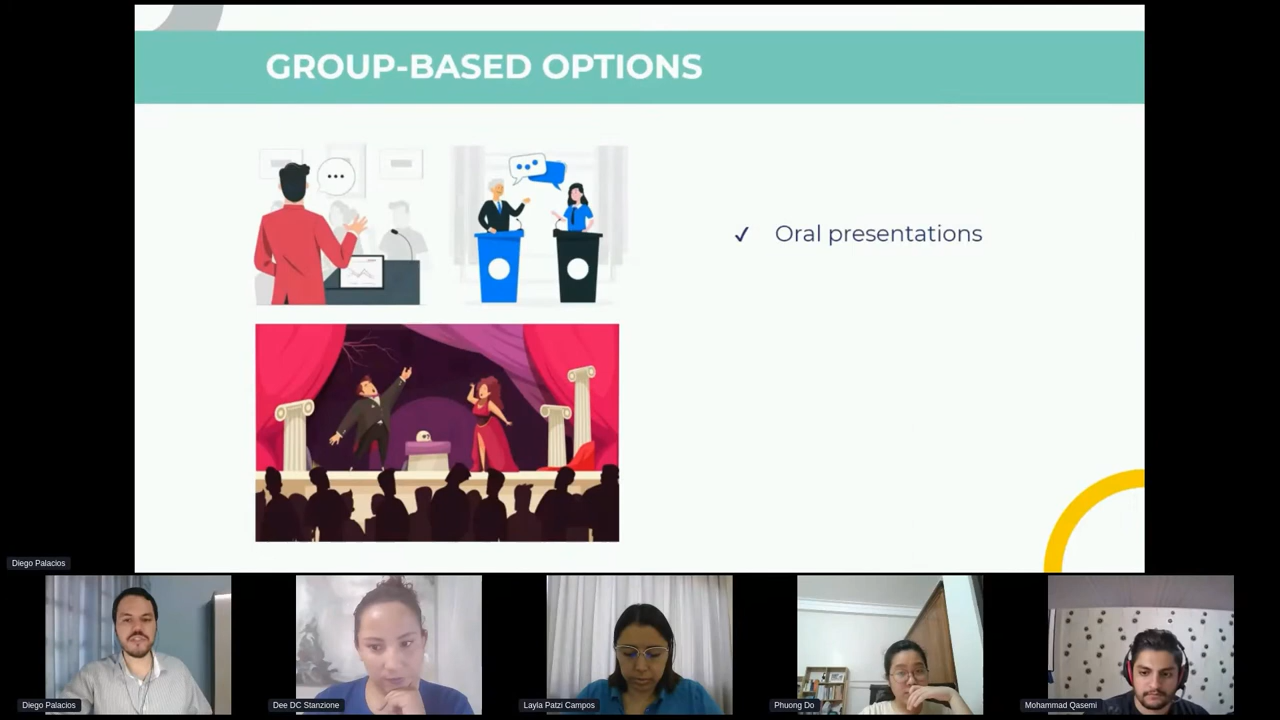 GROUP-BASED OPTIONS
✓ Oral presentations
Diego Palacios
Diego Palacios
Dee DC Stanzione
Layla Patzi Campos
Phuong Do
Mohammad Qasemi